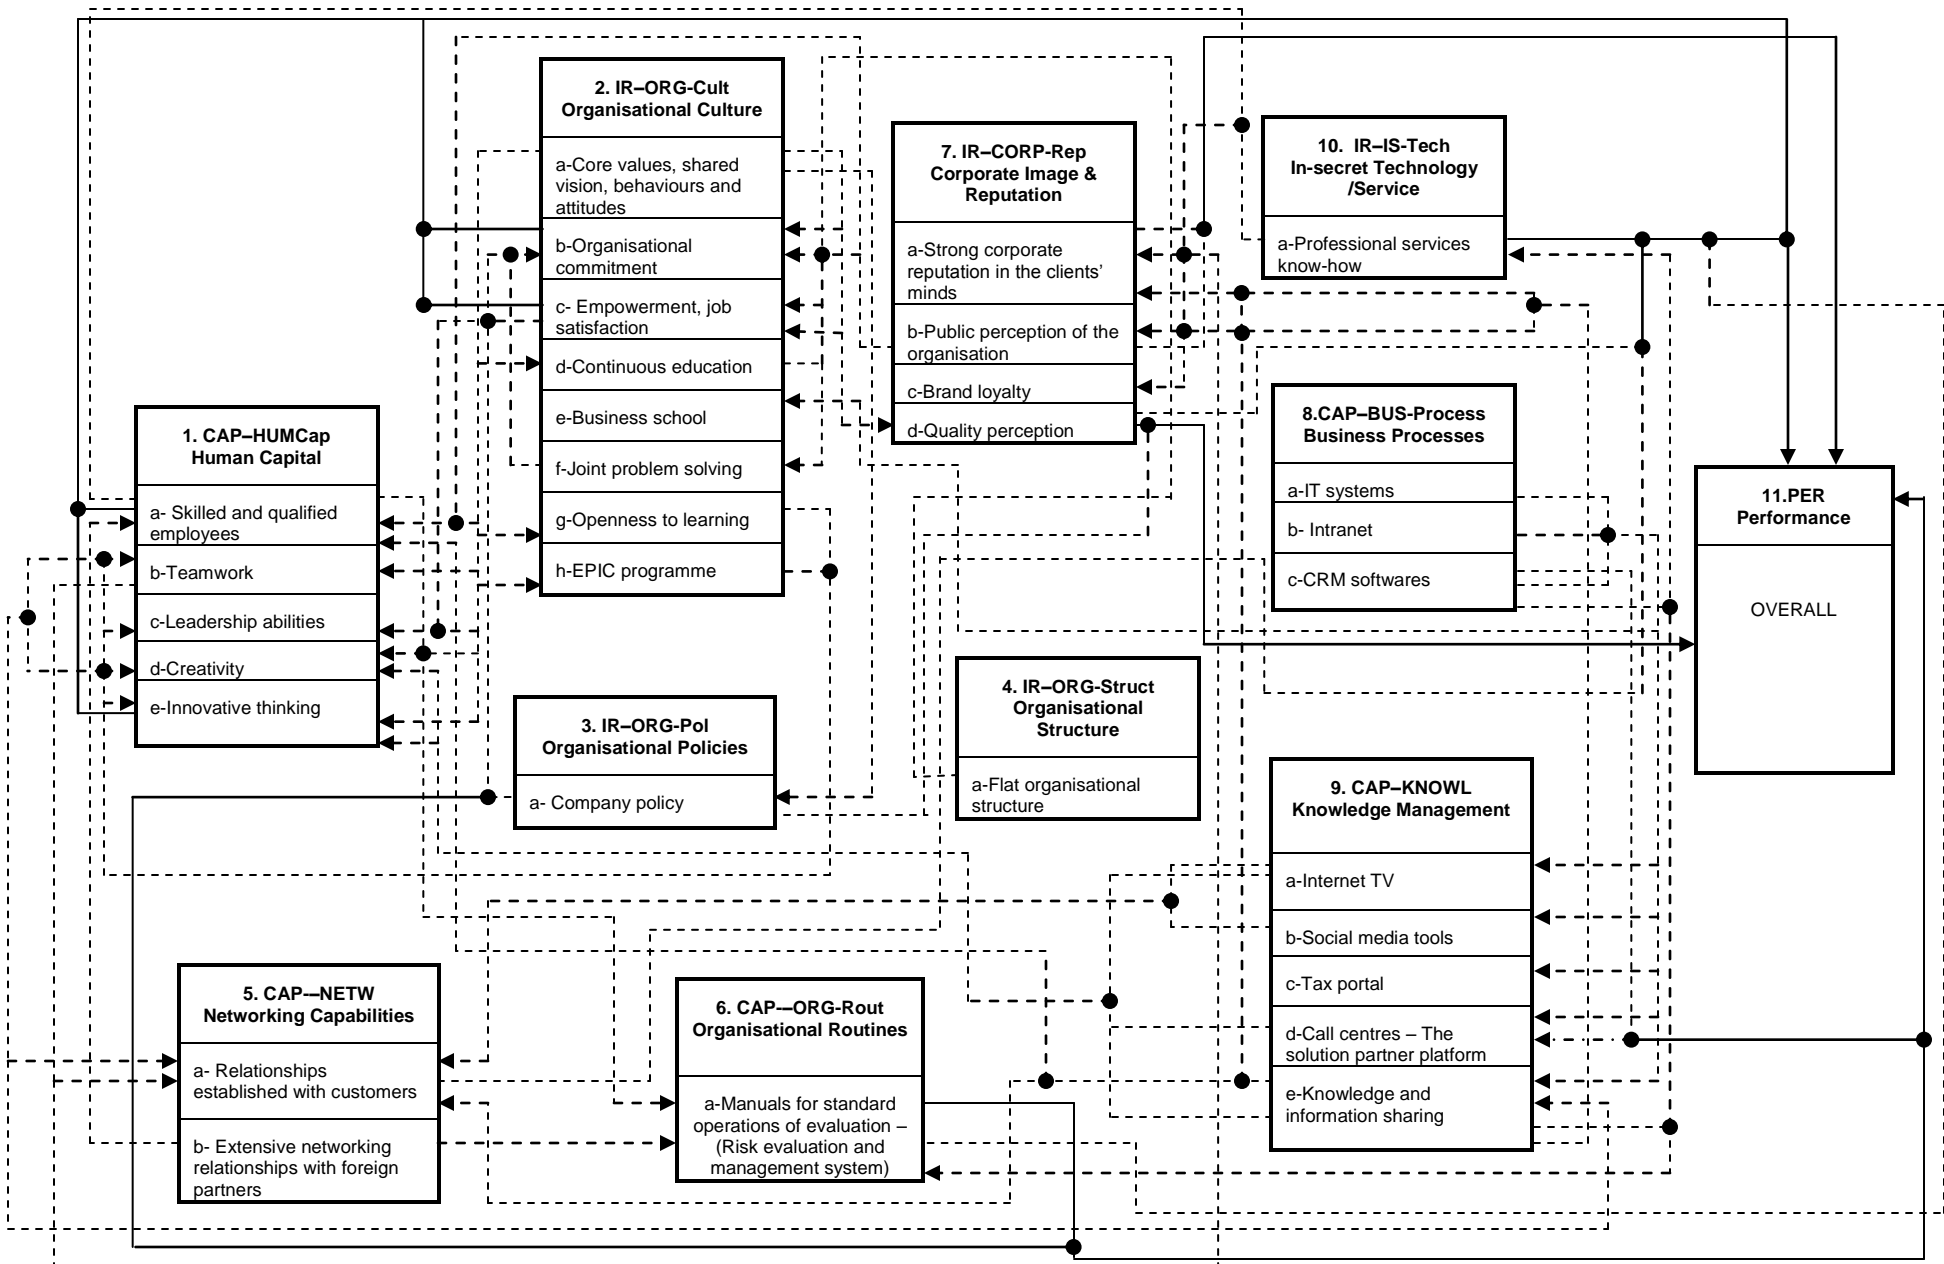 1. CAP–HUMCap
Human Capital
a- Skilled and qualified
employees
b-Teamwork
c-Leadership abilities
d-Creativity
e-Innovative thinking
2. IR–ORG-Cult
Organisational Culture
a-Core values, shared
vision, behaviours and
attitudes
b-Organisational
commitment
c- Empowerment, job
satisfaction
d-Continuous education
e-Business school
f-Joint problem solving
g-Openness to learning
h-EPIC programme
3. IR–ORG-Pol
Organisational Policies
a- Company policy
4. IR–ORG-Struct
Organisational
Structure
a-Flat organisational
structure
5. CAP-–NETW
Networking Capabilities
a- Relationships
established with customers
b- Extensive networking
relationships with foreign
partners
6. CAP-–ORG-Rout
Organisational Routines
a-Manuals for standard
operations of evaluation –
(Risk evaluation and
management system)
7. IR–CORP-Rep
Corporate Image &
Reputation
a-Strong corporate
reputation in the clients’
minds
b-Public perception of the
organisation
c-Brand loyalty
d-Quality perception
8.CAP–BUS-Process
Business Processes
a-IT systems
b- Intranet
c-CRM softwares
9. CAP–KNOWL
Knowledge Management
a-Internet TV
b-Social media tools
c-Tax portal
d-Call centres – The
solution partner platform
e-Knowledge and
information sharing
10. IR–IS-Tech
In-secret Technology
/Service
a-Professional services
know-how
11.PER
Performance
OVERALL